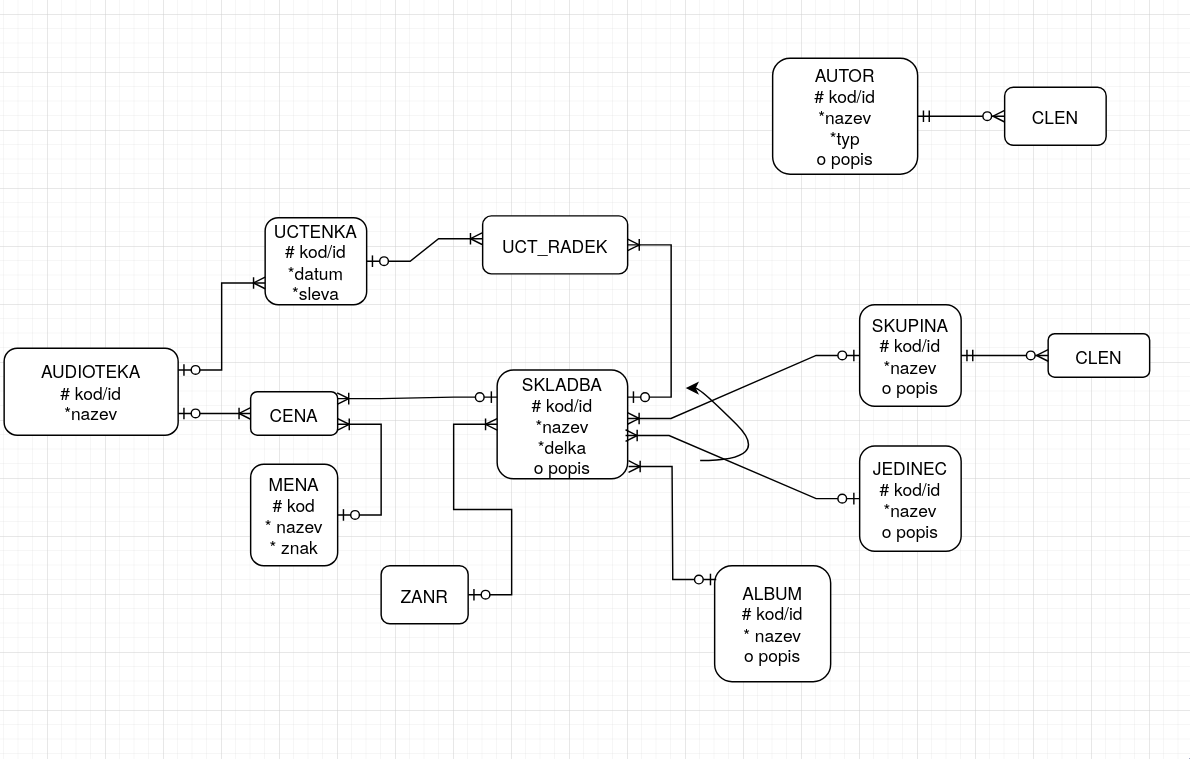 AUTOR
# kod/id
*nazev
*typ
o popis
CLEN
UCTENKA
# kod/id
*datum
*sleva
UCT_RADEK
AUDIOTEKA
# kod/id
*nazev
CENA
MENA
# kod
* nazev
* znak
ZANR
SKLADBA
# kod/id
*nazev
*delka
o popis
SKUPINA
# kod/id
*nazev
o popis
CLEN
JEDINEC
# kod/id
*nazev
o popis
ALBUM
# kod/id
* nazev
o popis